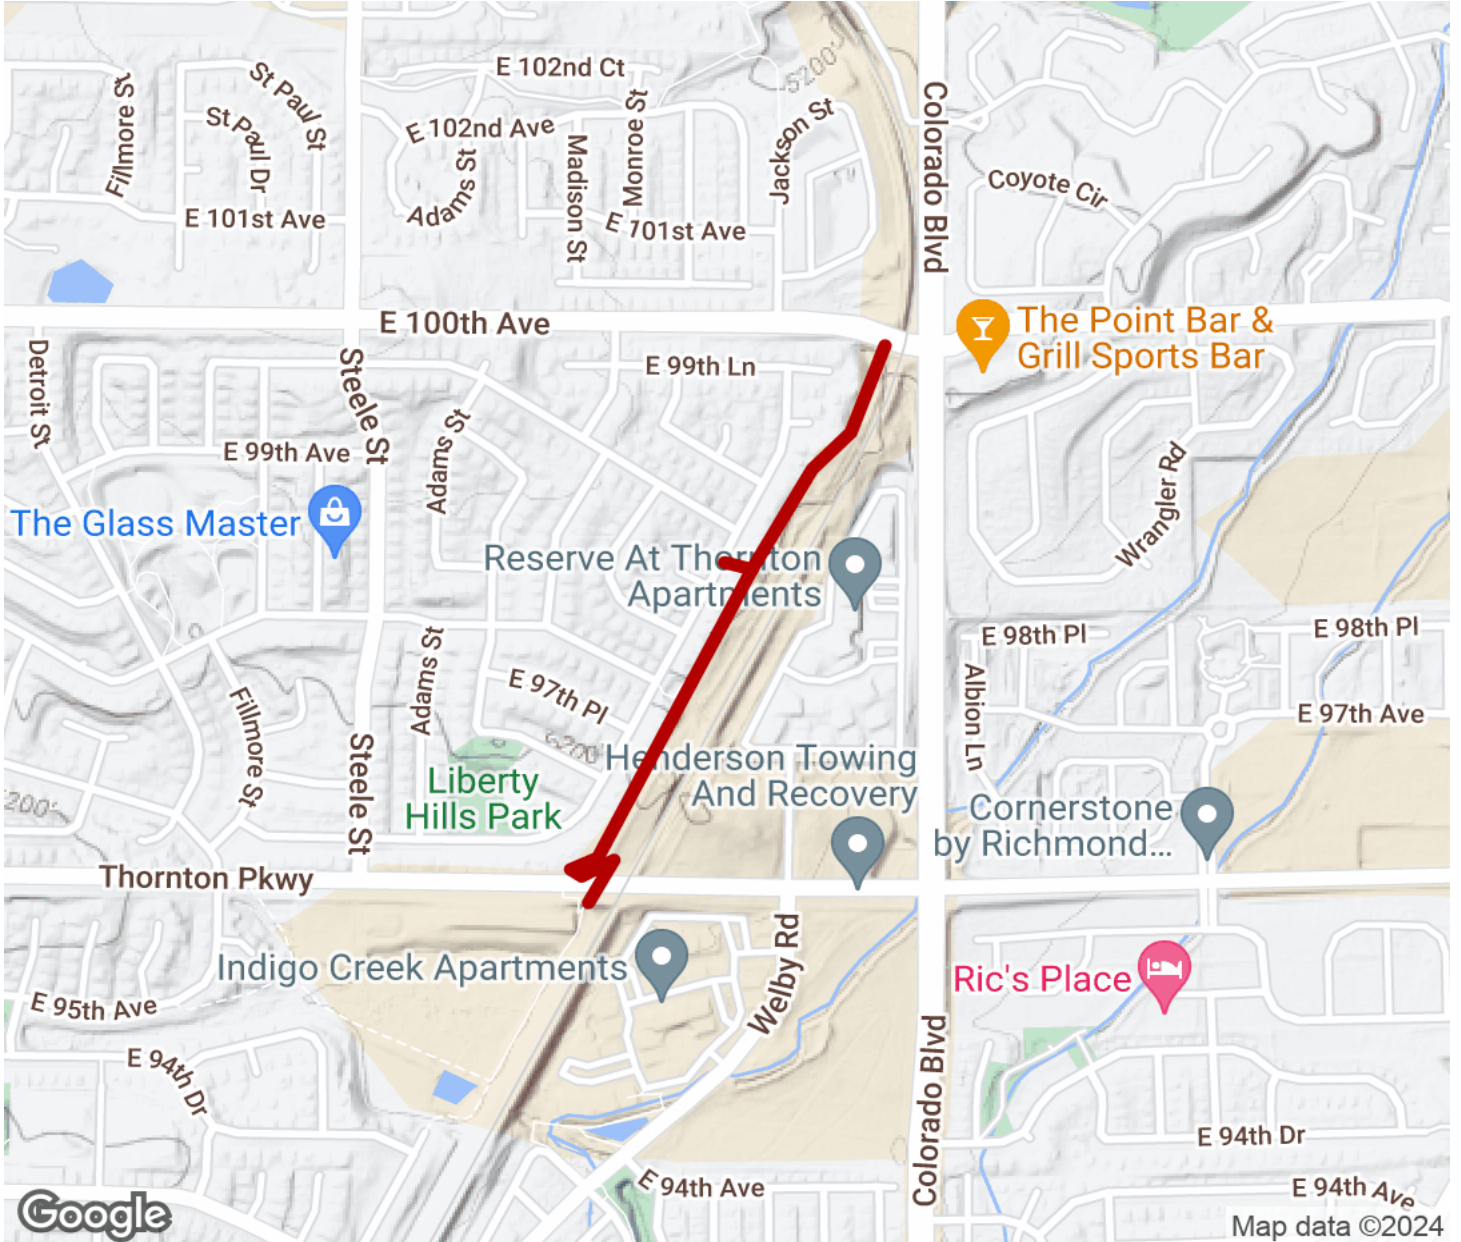 E 102nd Ct
5200'
St Paul St
Fillmore St
Colorado Blvd
Monroe St
Jackson St
St Paul Dr
E 102nd Ave
Madison St
Adams St
Coyote Cir
E 101st Ave
E 101st Ave
E 100th Ave
The Point Bar &
Grill Sports Bar
Detroit St
Steele St
E 99th Ln
Adams St
E 99th Ave
Wrangler Rd
The Glass Master
Reserve At Thornton
Apartments
E 98th Pl
E 98th Pl
Adams St
Albion Ln
E 97th Pl
E 97th Ave
Fillmore St
Steele St
5200'
Henderson Towing
And Recovery
Liberty
Hills Park
5200'
Cornerstone
by Richmond...
Thornton Pkwy
Welby Rd
Indigo Creek Apartments
Ric's Place
E 95th Ave
E 94th Dr
Colorado Blvd
E 94th Dr
E 94th Ave
E 94th Ave
Google
Map data ©2024